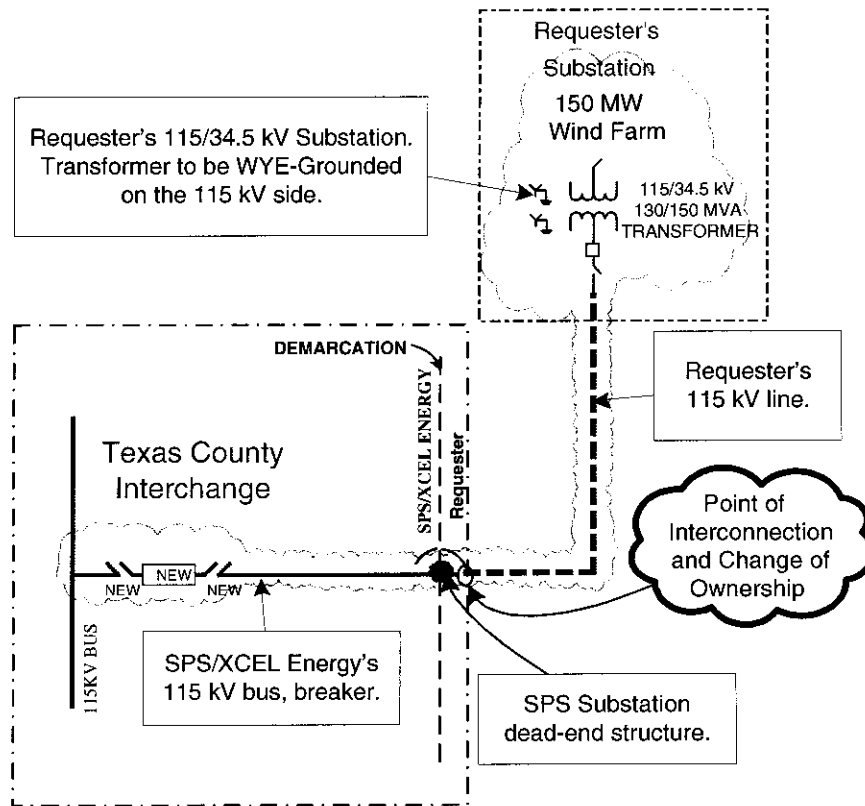 Requester's
Substation
150 MW
Wind Farm
Requester's 115/34.5 kV Substation.
Transformer to be WYE-Grounded
on the 115 kV side.
115/34.5 kV
130/150 MVA
TRANSFORMER
DEMARCATION
SPS/XCEL ENERGY
Requester
Requester's
115 kV line.
Texas County
Interchange
Point of
Interconnection
and Change of
Ownership
NEW
NEW
NEW
115KV BUS
SPS/XCEL Energy's
115 kV bus, breaker.
SPS Substation
dead-end structure.